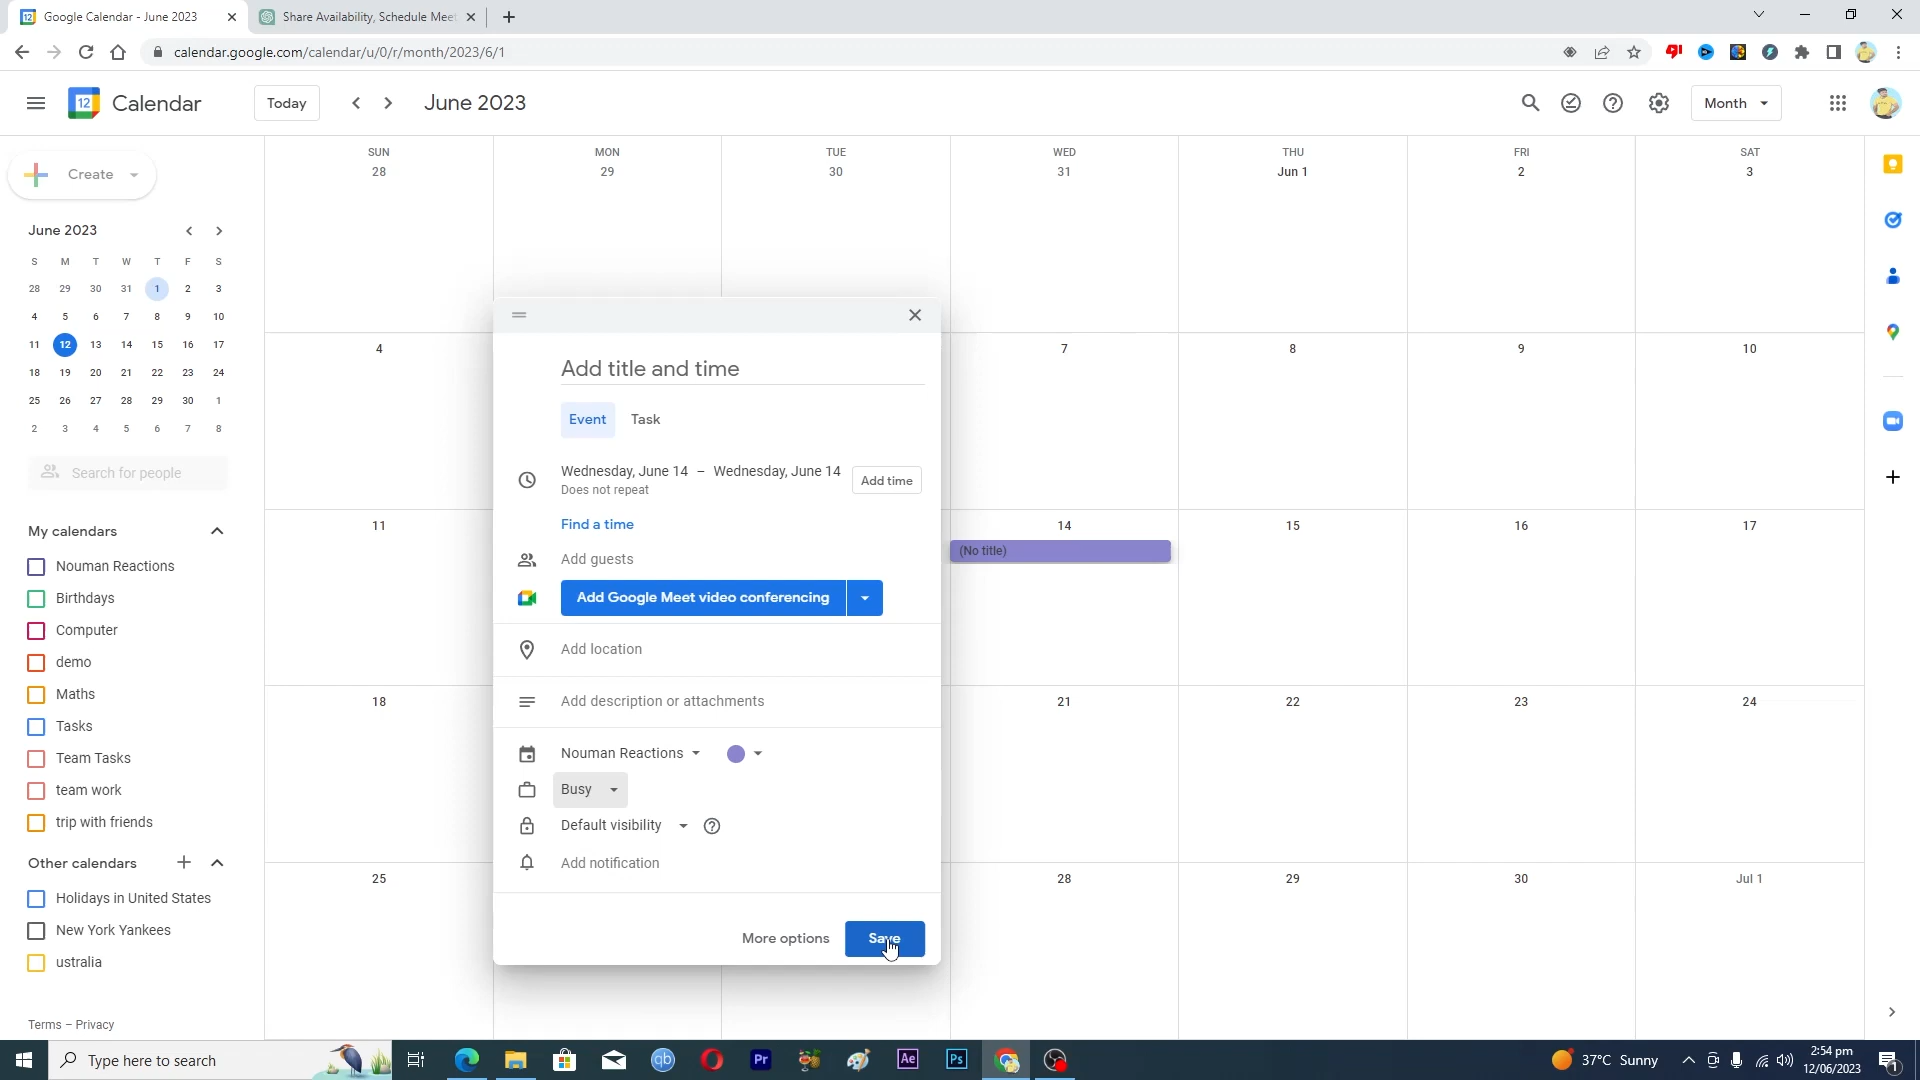 Google Calendar - June 2023
Share Availability, Schedule Meet
calendar.google.com/calendar/u/0/r/month/2023/6/1
12 Calendar Today June 2023 Month
Create
June 2023
S M T W T F S
28 29 30 31 1 2 3
4 5 6 7 8 9 10
11 12 13 14 15 16 17
18 19 20 21 22 23 24
25 26 27 28 29 30 1
2 3 4 5 6 7 8
Search for people
My calendars
Nouman Reactions
Birthdays
Computer
demo
Maths
Tasks
Team Tasks
team work
trip with friends
Other calendars
Holidays in United States
New York Yankees
ustralia
Terms – Privacy
SUN MON TUE WED THU FRI SAT
28 29 30 31 Jun 1 2 3
4 7 8 9 10
11 14 15 16 17
(No title)
18 21 22 23 24
25 28 29 30 Jul 1
Add title and time
Event Task
Wednesday, June 14 – Wednesday, June 14
Does not repeat
Add time
Find a time
Add guests
Add Google Meet video conferencing
Add location
Add description or attachments
Nouman Reactions
Busy
Default visibility
Add notification
More options Save
Type here to search
qb
Pr
Ae
Ps
37°C Sunny
2:54 pm
12/06/2023
1